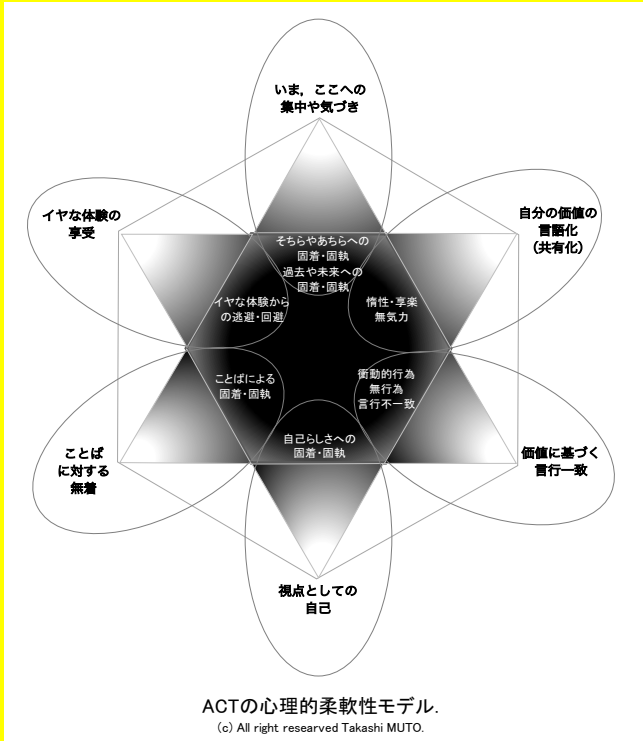 いま，ここへの
集中や気づき
イヤな体験の
享受
自分の価値の
言語化
（共有化）
そちらやあちらへの
固着・固執
過去や未来への
固着・固執
イヤな体験から
の逃避・回避
惰性・享楽
無気力
ことばによる
固着・固執
衝動的行為
無行為
言行不一致
自己らしさへの
固着・固執
ことば
に対する
無着
価値に基づく
言行一致
視点としての
自己
ACTの心理的柔軟性モデル.
(c) All right researved Takashi MUTO.